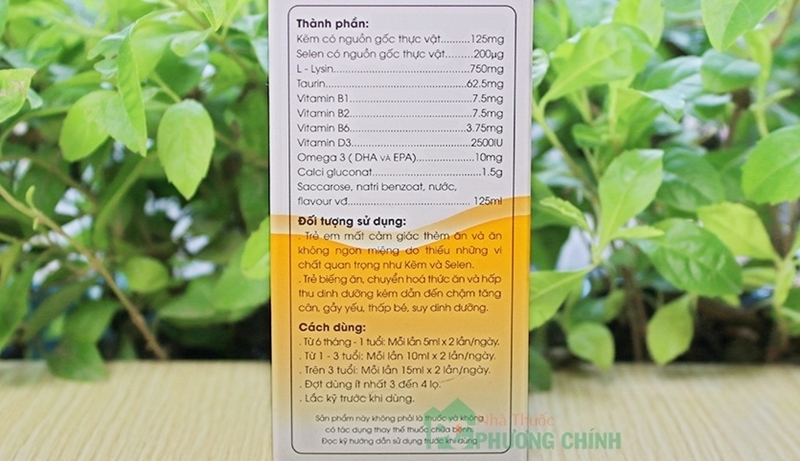 Thành phần:
Kẽm có nguồn gốc thực vật..........125mg
Selen có nguồn gốc thực vật.........200µg
L - Lysin.......................................750mg
Taurin..........................................62.5mg
Vitamin B1.....................................7.5mg
Vitamin B2.....................................7.5mg
Vitamin B6....................................3.75mg
Vitamin D3...................................2500IU
Omega 3 ( DHA VÀ EPA)................10mg
Calci gluconat................................1.5g
Saccarose, natri benzoat, nước,
flavour vđ....................................125ml
Đối tượng sử dụng:
. Trẻ em mất cảm giác thèm ăn và ăn
không ngon miệng do thiếu những vi
chất quan trọng như Kẽm và Selen.
. Trẻ biếng ăn, chuyển hoá thức ăn và hấp
thu dinh dưỡng kém dẫn đến chậm tăng
cân, gầy yếu, thấp bé, suy dinh dưỡng.
Cách dùng:
. Từ 6 tháng - 1 tuổi: Mỗi lần 5ml x 2 lần/ngày.
. Từ 1 - 3 tuổi: Mỗi lần 10ml x 2 lần/ngày.
. Trên 3 tuổi: Mỗi lần 15ml x 2 lần/ngày.
. Đợt dùng ít nhất 3 đến 4 lọ.
. Lắc kỹ trước khi dùng.
Sản phẩm này không phải là thuốc và không
có tác dụng thay thế thuốc chữa bệnh.
Đọc kỹ hướng dẫn sử dụng trước khi dùng
Nhà Thuốc
PHƯƠNG CHÍNH